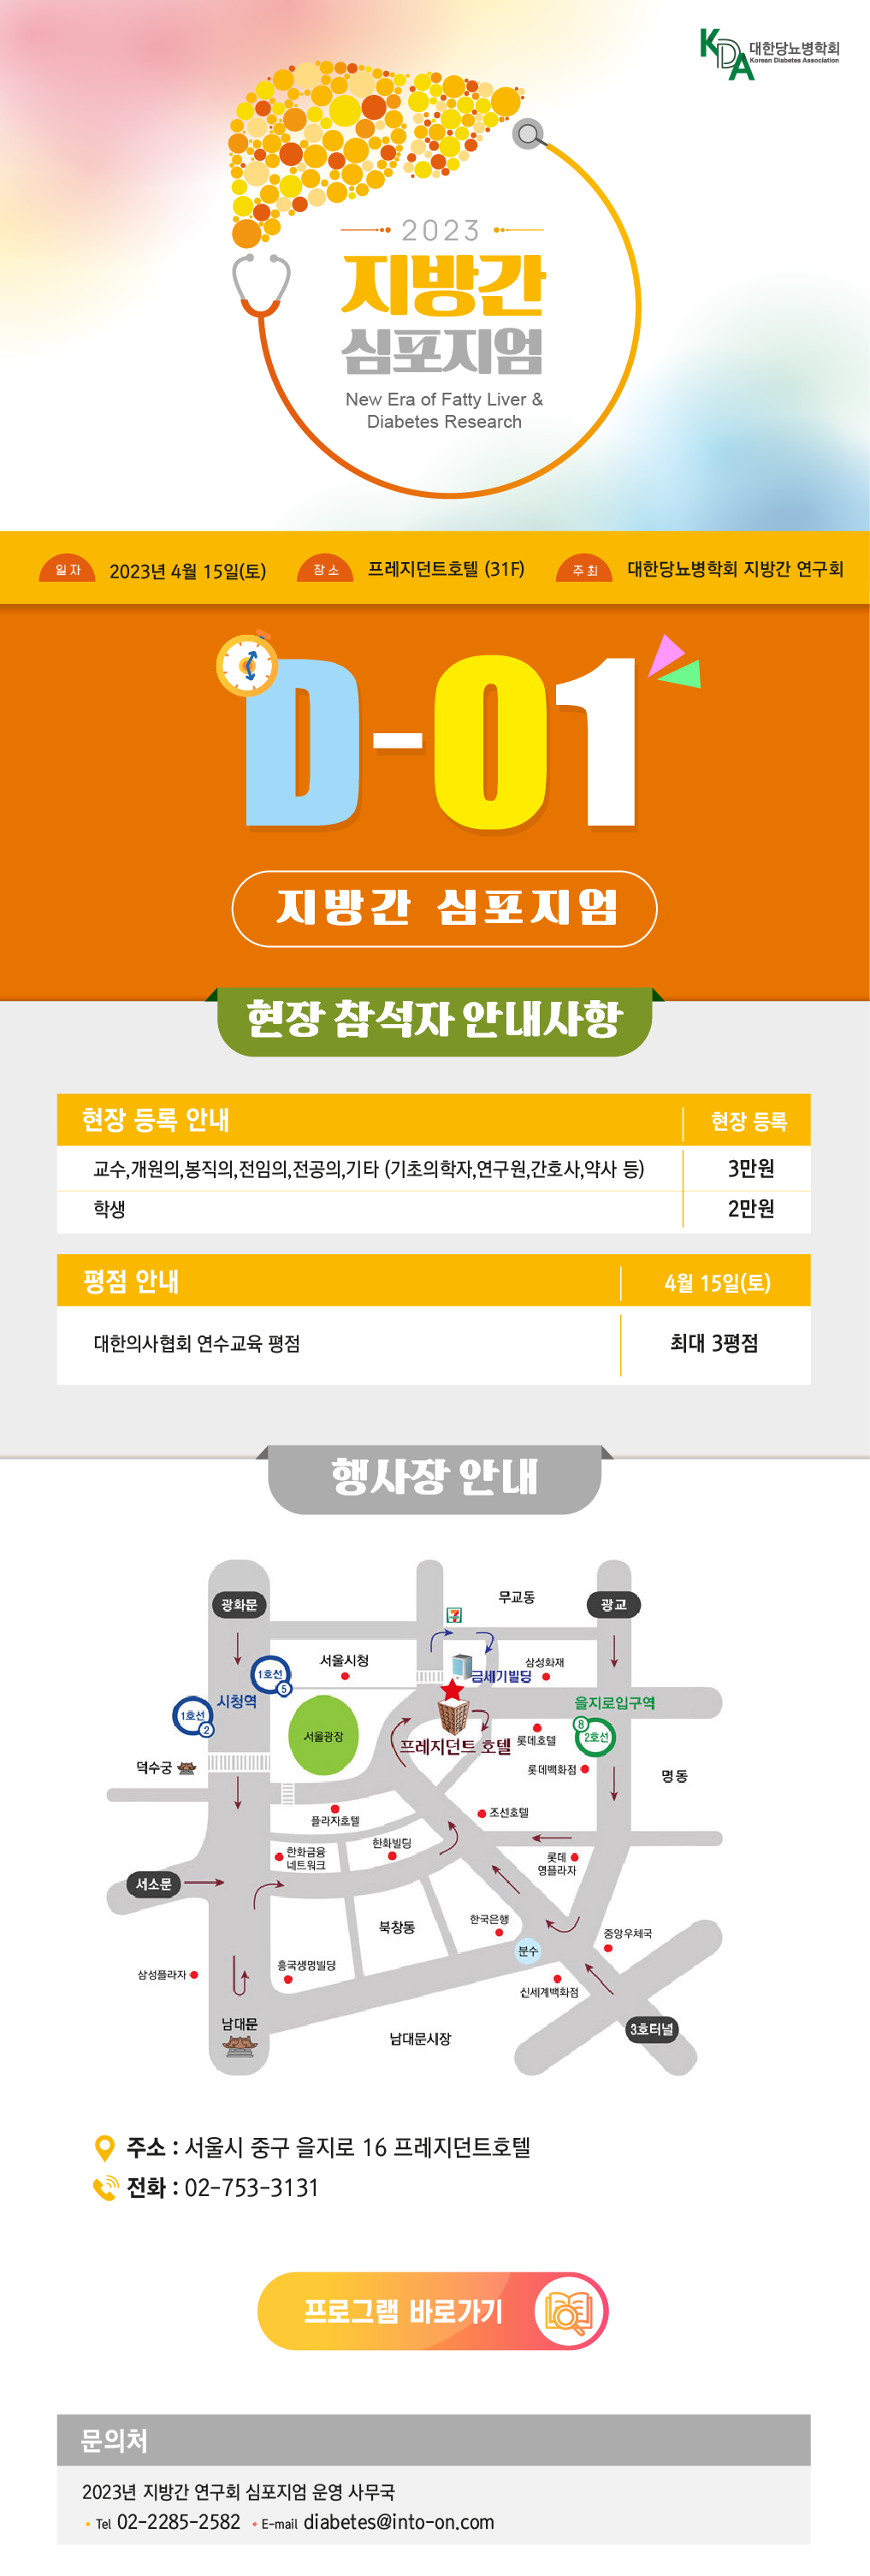 KDA 대한당뇨병학회
Korean Diabetes Association
2023
지방간
심포지엄
New Era of Fatty Liver &
Diabetes Research
일자 2023년 4월 15일(토) 장소 프레지던트호텔 (31F) 주최 대한당뇨병학회 지방간 연구회
D-01
지방간 심포지엄
현장 참석자 안내사항
현장 등록 안내 현장 등록
교수,개원의,봉직의,전임의,전공의,기타 (기초의학자,연구원,간호사,약사 등) 3만원
학생 2만원
평점 안내 4월 15일(토)
대한의사협회 연수교육 평점 최대 3평점
행사장 안내
무교동
광화문
광교
7
서울시청
삼성화재
1호선
5
금세기빌딩
시청역
을지로입구역
1호선
2
8
2호선
서울광장
프레지던트 호텔
롯데호텔
덕수궁
롯데백화점
명동
플라자호텔
조선호텔
한화빌딩
한화금융
네트워크
롯데
영플라자
서소문
북창동
한국은행
중앙우체국
분수
흥국생명빌딩
삼성플라자
신세계백화점
남대문
3호터널
남대문시장
주소 : 서울시 중구 을지로 16 프레지던트호텔
전화 : 02-753-3131
프로그램 바로가기
문의처
2023년 지방간 연구회 심포지엄 운영 사무국
• Tel 02-2285-2582 • E-mail diabetes@into-on.com